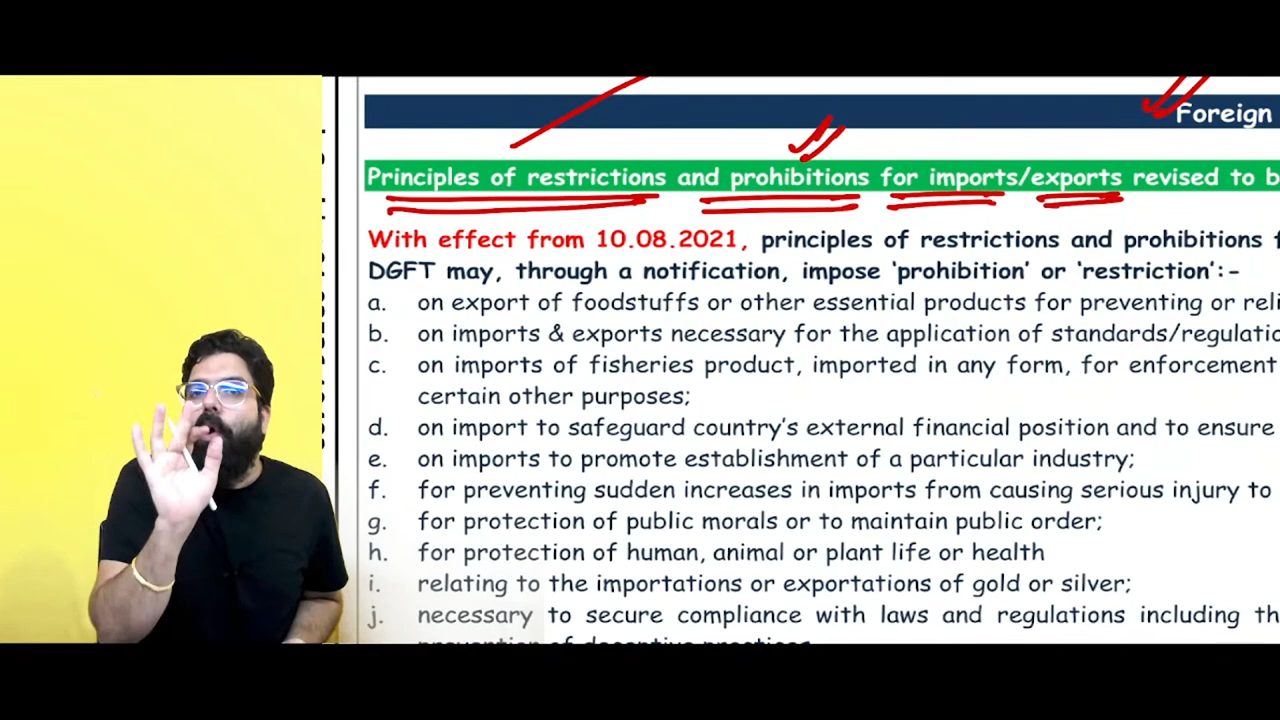 Foreign
Principles of restrictions and prohibitions for imports/exports revised to b
With effect from 10.08.2021, principles of restrictions and prohibitions f
DGFT may, through a notification, impose ‘prohibition’ or ‘restriction’:-
a. on export of foodstuffs or other essential products for preventing or reli
b. on imports & exports necessary for the application of standards/regulatio
c. on imports of fisheries product, imported in any form, for enforcement
certain other purposes;
d. on import to safeguard country’s external financial position and to ensure
e. on imports to promote establishment of a particular industry;
f. for preventing sudden increases in imports from causing serious injury to
g. for protection of public morals or to maintain public order;
h. for protection of human, animal or plant life or health
i. relating to the importations or exportations of gold or silver;
j. necessary to secure compliance with laws and regulations including th
prevention of deceptive practices